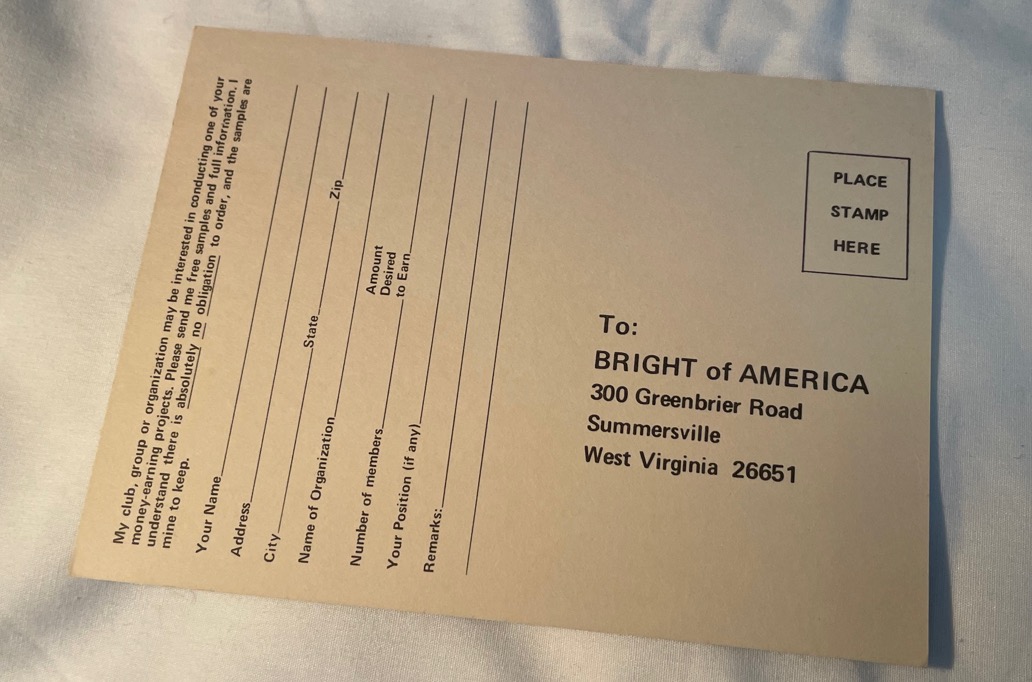 My club, group or organization may be interested in conducting one of your
money-earning projects. Please send me free samples and full information. I
understand there is absolutely no obligation to order, and the samples are
mine to keep.
Your Name
Address
City State Zip
Name of Organization
Number of members Amount Desired to Earn
Your Position (if any)
Remarks:
PLACE
STAMP
HERE
To:
BRIGHT of AMERICA
300 Greenbrier Road
Summersville
West Virginia 26651